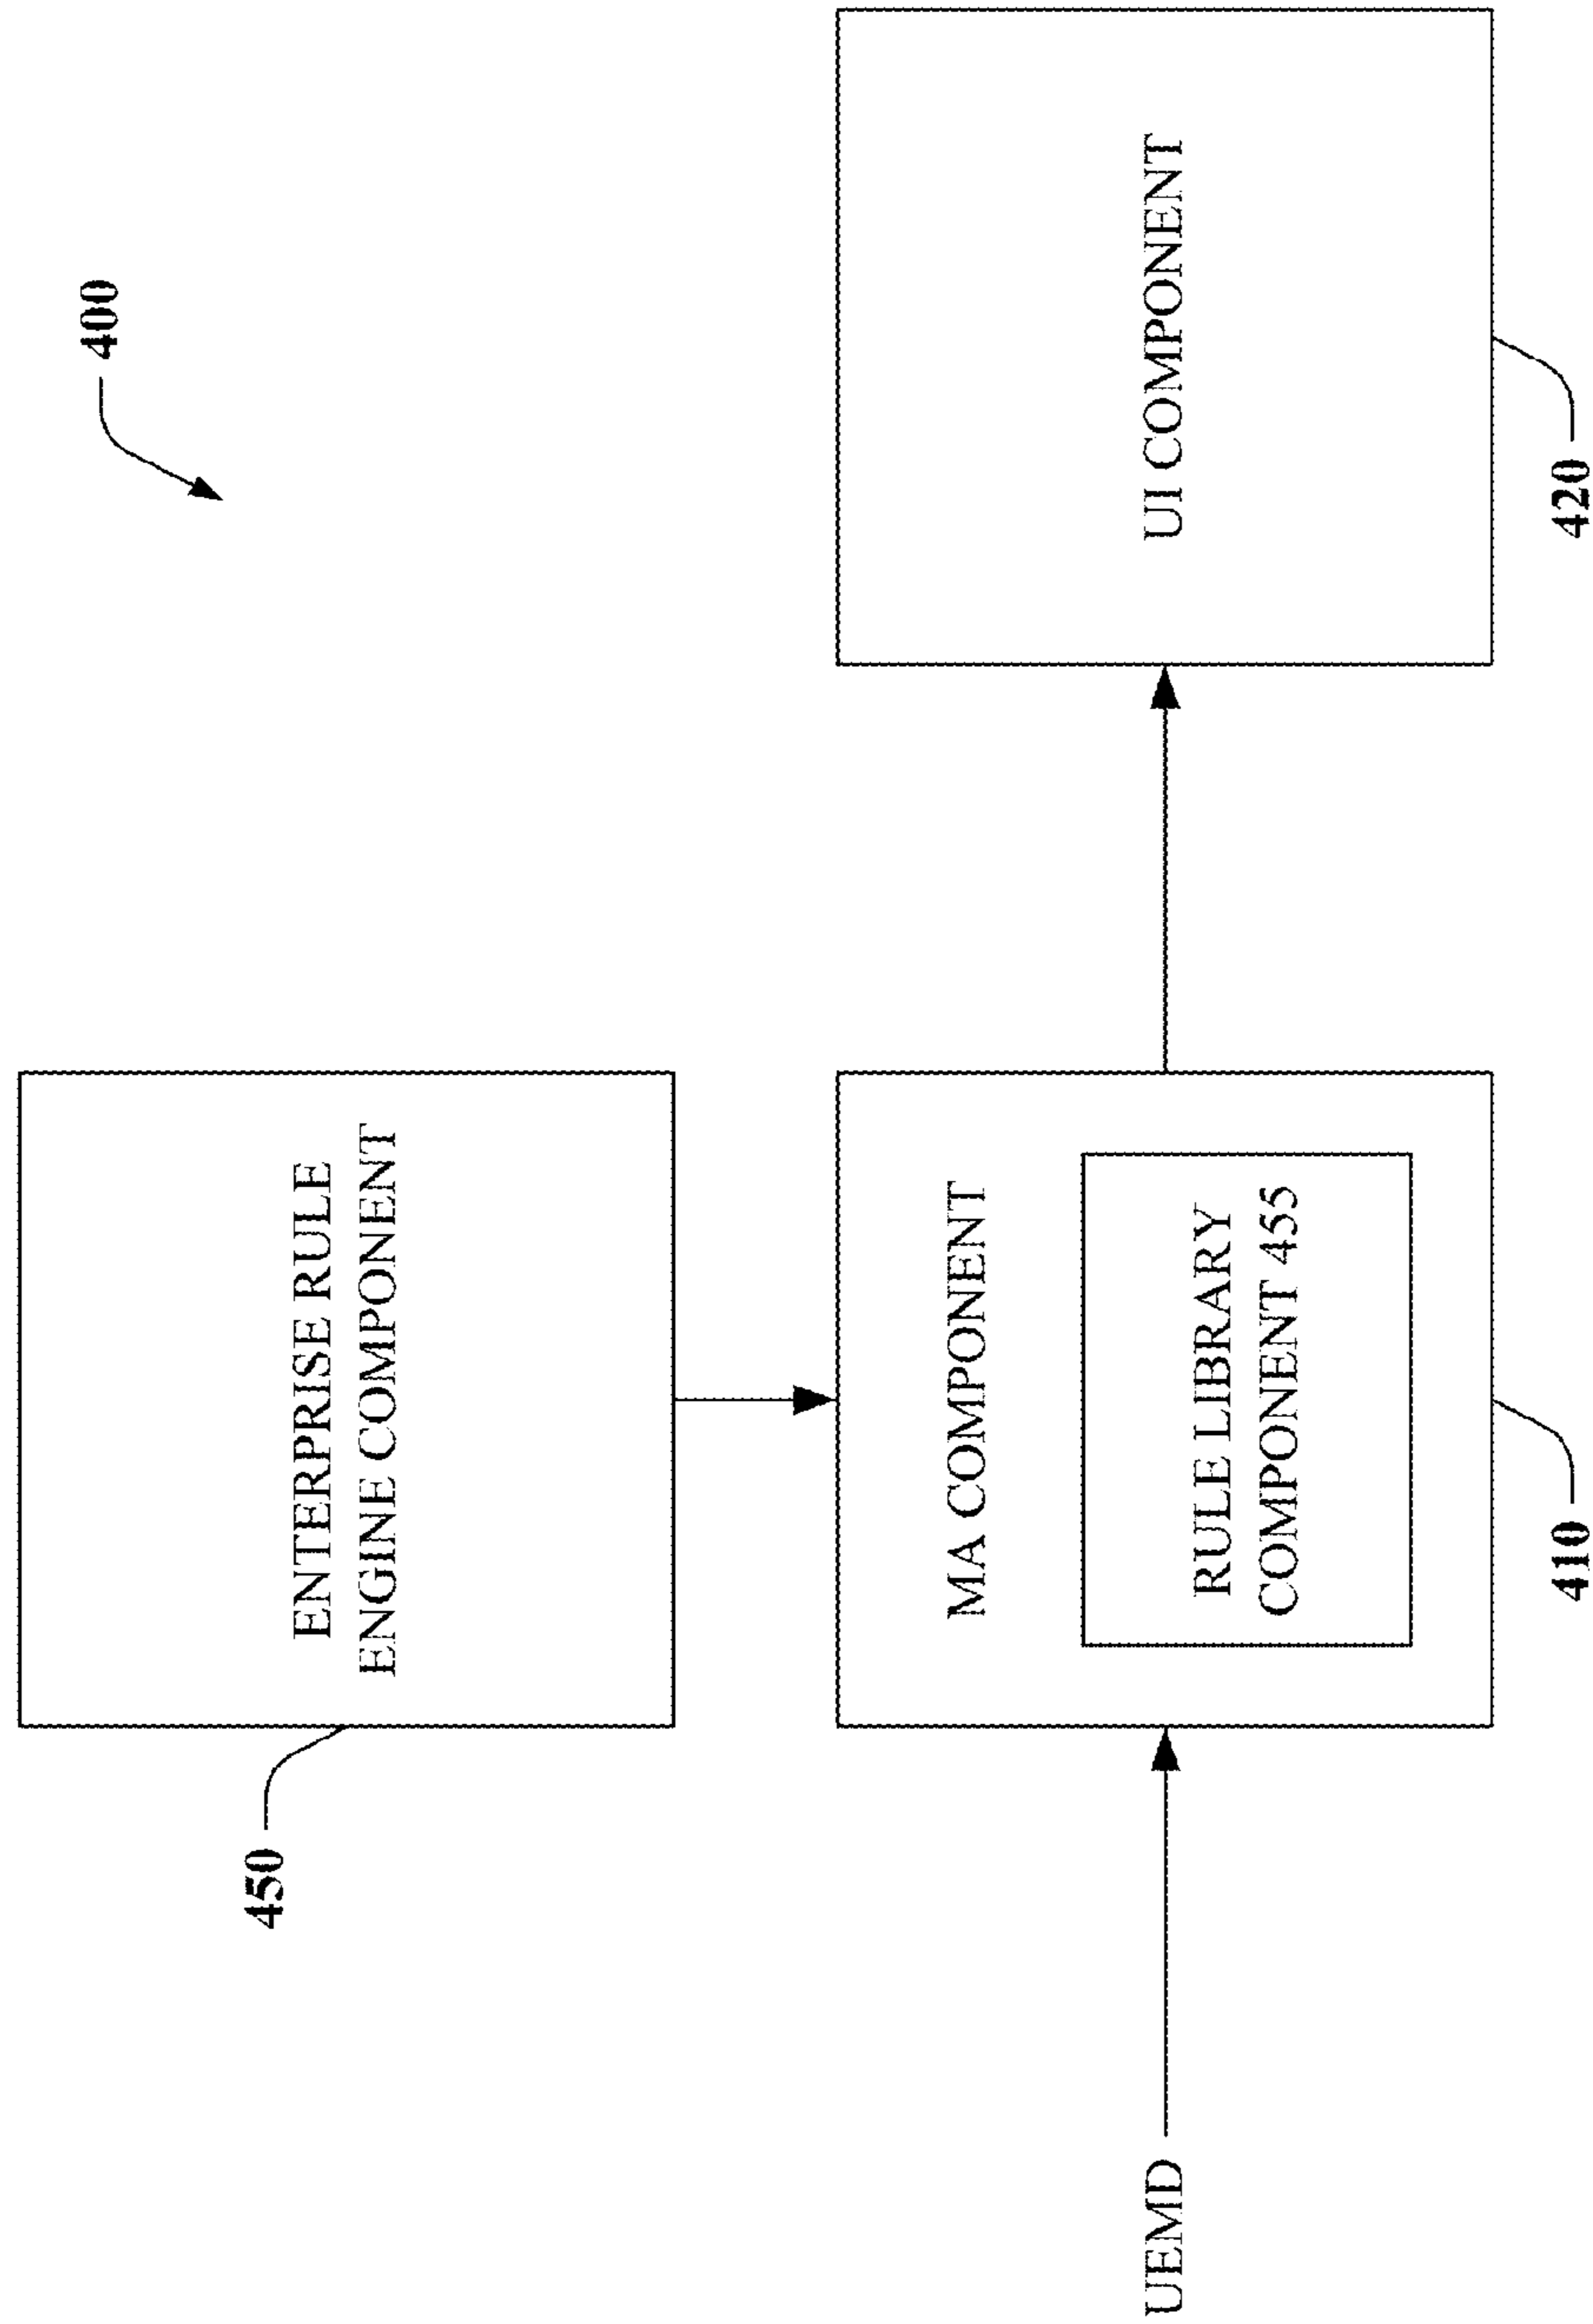 400
450
ENTERPRISE RULE
ENGINE COMPONENT
UEMD
MA COMPONENT
RULE LIBRARY
COMPONENT 455
410
UI COMPONENT
420